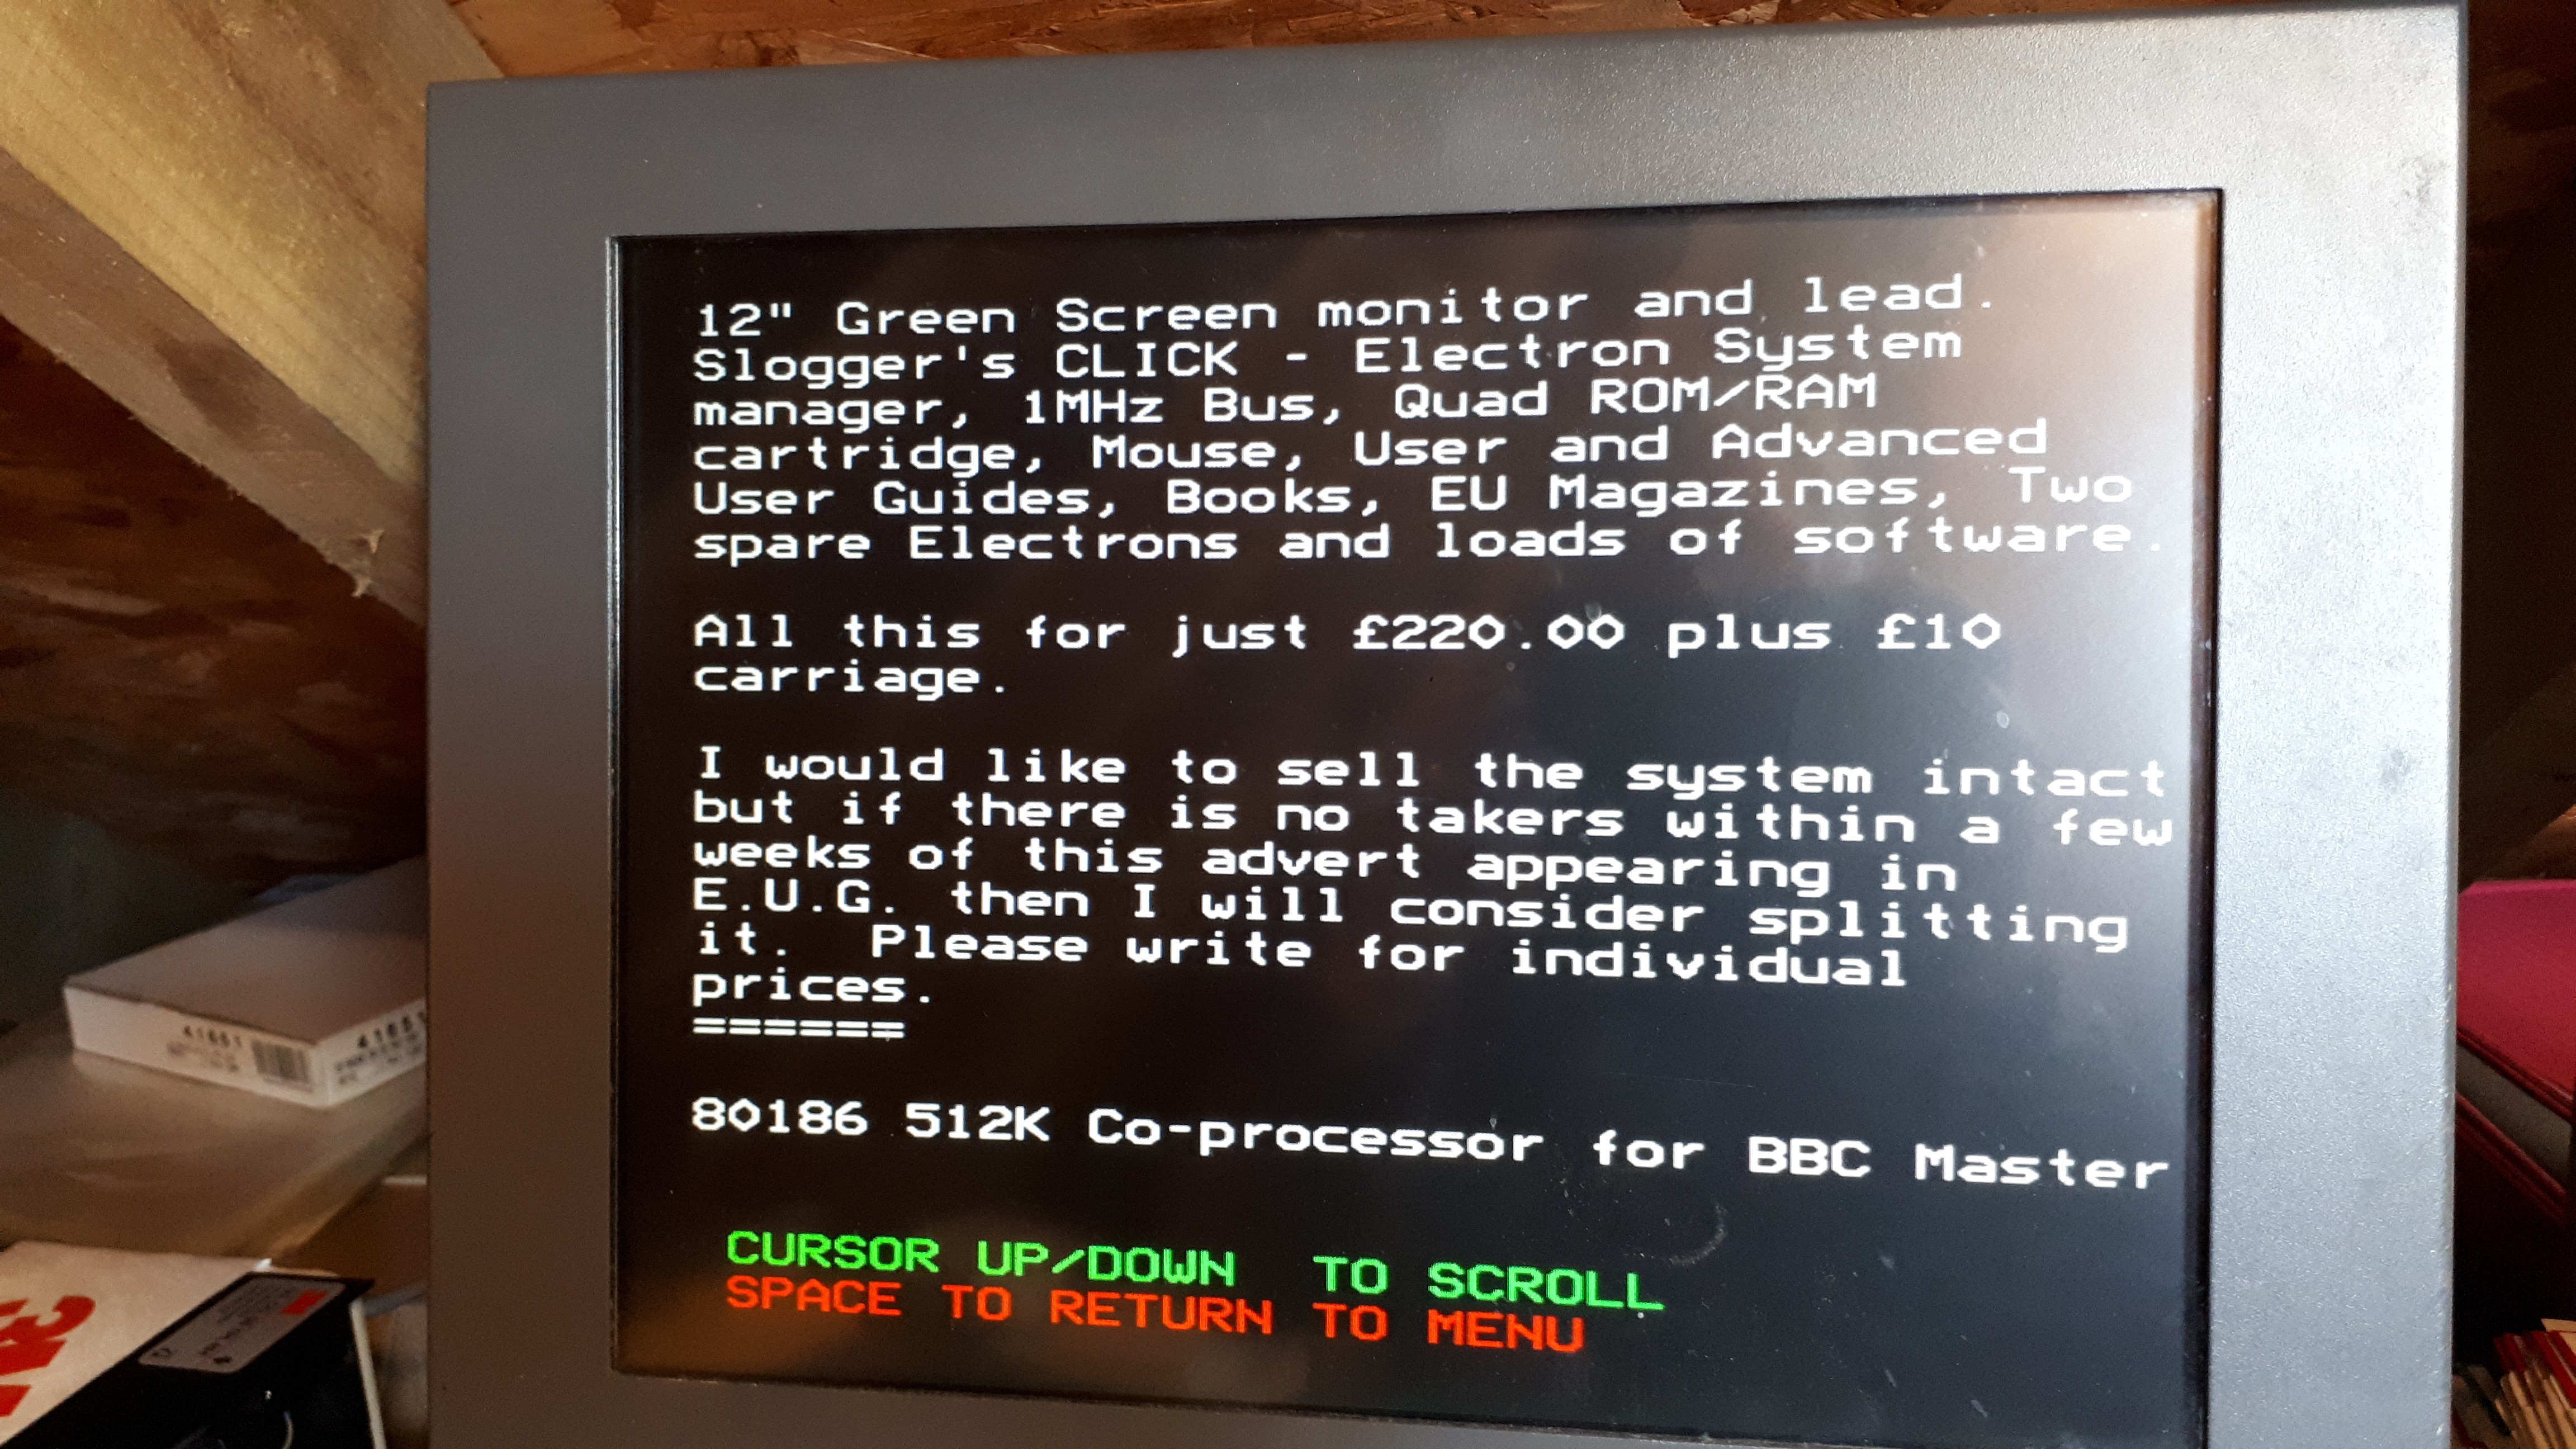 12" Green Screen monitor and lead.
Slogger's CLICK - Electron System
manager, 1MHz Bus, Quad ROM/RAM
cartridge, Mouse, User and Advanced
User Guides, Books, EU Magazines, Two
spare Electrons and loads of software.
All this for just £220.00 plus £10
carriage.
I would like to sell the system intact
but if there is no takers within a few
weeks of this advert appearing in
E.U.G. then I will consider splitting
it.  Please write for individual
prices.
======
80186 512K Co-processor for BBC Master
CURSOR UP/DOWN  TO SCROLL
SPACE TO RETURN TO MENU
41651
41651
3M